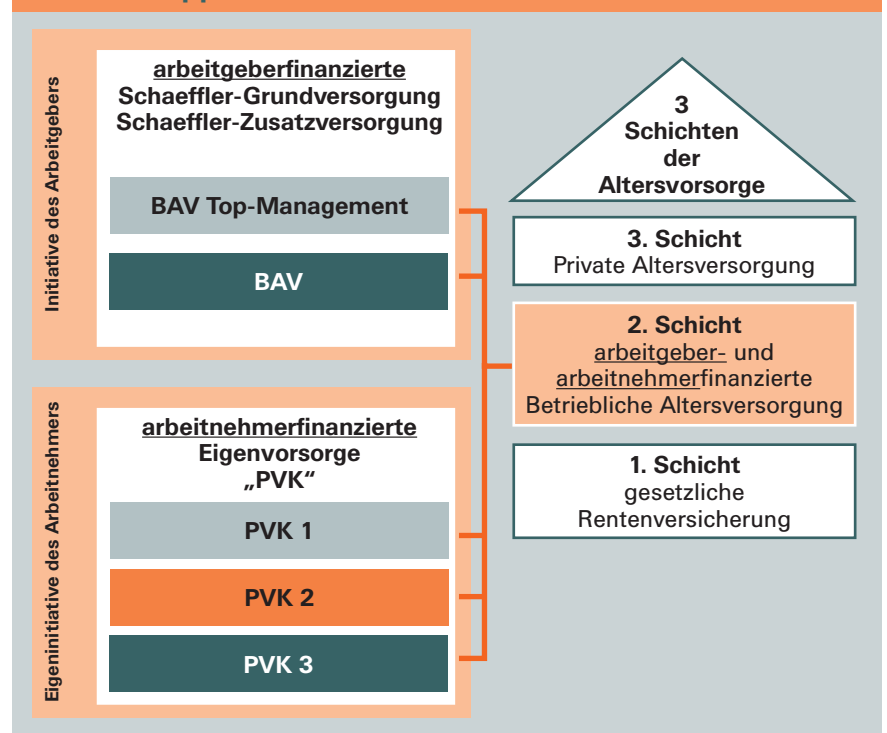 Initiative des Arbeitgebers
arbeitgeberfinanzierte
Schaeffler-Grundversorgung
Schaeffler-Zusatzversorgung
BAV Top-Management
BAV
Eigeninitiative des Arbeitnehmers
arbeitnehmerfinanzierte
Eigenvorsorge
„PVK“
PVK 1
PVK 2
PVK 3
3
Schichten
der
Altersvorsorge
3. Schicht
Private Altersversorgung
2. Schicht
arbeitgeber- und
arbeitnehmerfinanzierte
Betriebliche Altersversorgung
1. Schicht
gesetzliche
Rentenversicherung